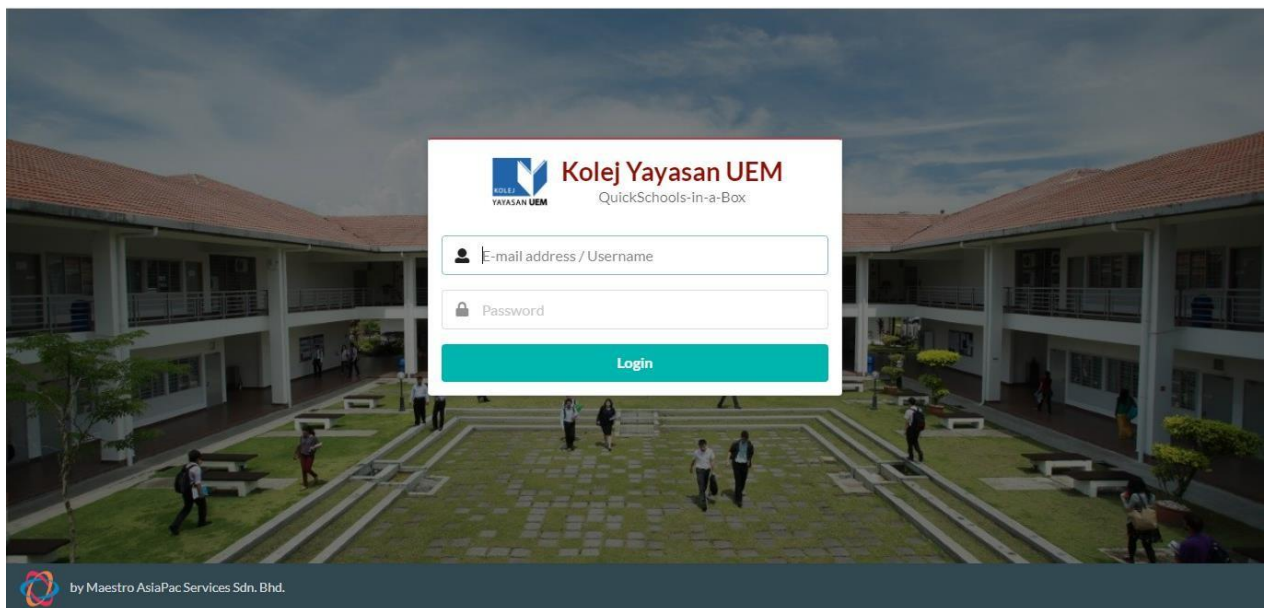 KOLEJ
YAYASAN UEM
Kolej Yayasan UEM
QuickSchools-in-a-Box
E-mail address / Username
Password
Login
by Maestro AsiaPac Services Sdn. Bhd.